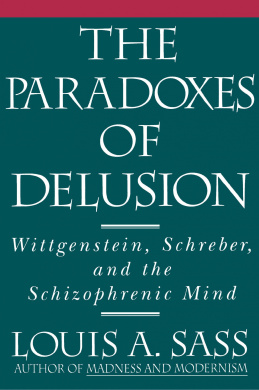 THE
PARADOXES
OF
DELUSION
Wittgenstein, Schreber,
and the
Schizophrenic Mind
LOUIS A. SASS
AUTHOR OF MADNESS AND MODERNISM